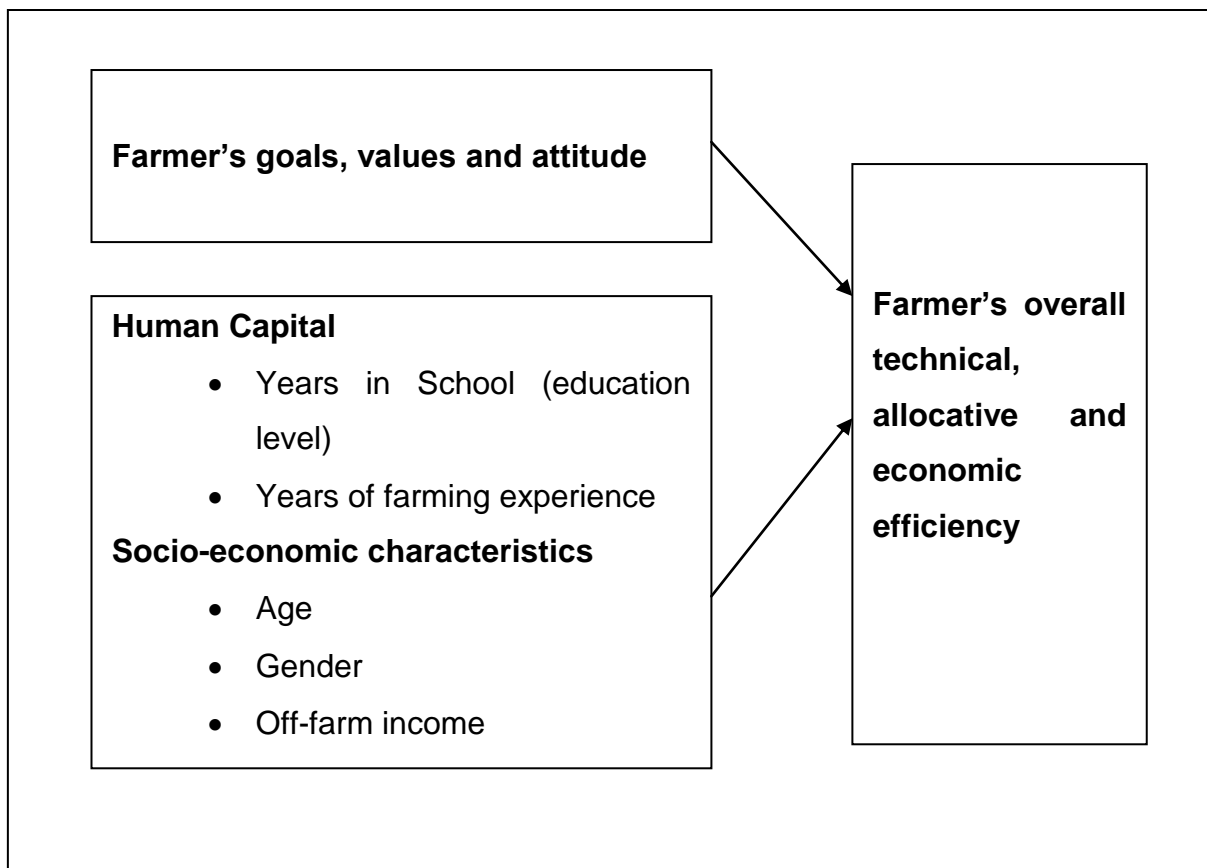 Farmer’s goals, values and attitude
Human Capital
• Years in School (education
level)
• Years of farming experience
Socio-economic characteristics
• Age
• Gender
• Off-farm income
Farmer’s overall
technical,
allocative and
economic
efficiency